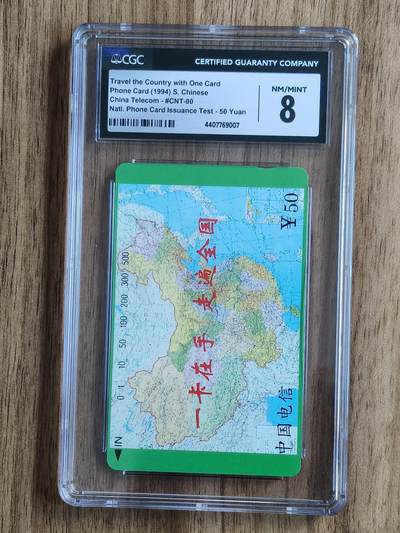 CGC
CERTIFIED GUARANTY COMPANY
Travel the Country with One Card
Phone Card (1994) S. Chinese
China Telecom - #CNT-00
Natl. Phone Card Issuance Test - 50 Yuan
4407769007
NM/MINT
8
一卡在手 走遍全国
¥50
中国电信
IN
0 1 10 50 100 200 300 500